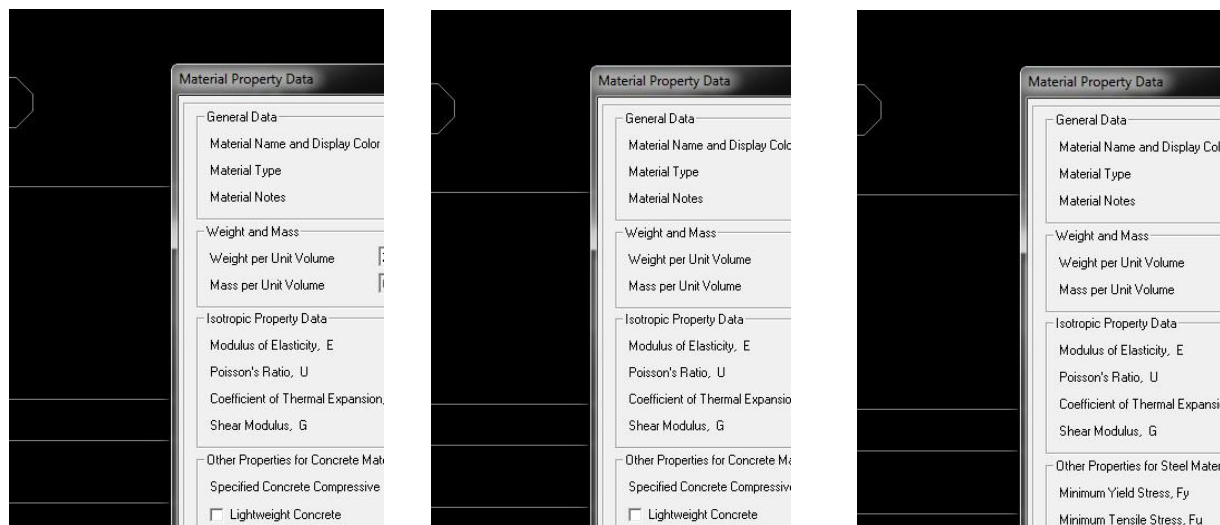 Material Property Data
General Data
Material Name and Display Color
Material Type
Material Notes
Weight and Mass
Weight per Unit Volume
Mass per Unit Volume
Isotropic Property Data
Modulus of Elasticity, E
Poisson's Ratio, U
Coefficient of Thermal Expansion,
Shear Modulus, G
Other Properties for Concrete Mate
Specified Concrete Compressive
Lightweight Concrete
Material Property Data
General Data
Material Name and Display Colo
Material Type
Material Notes
Weight and Mass
Weight per Unit Volume
Mass per Unit Volume
Isotropic Property Data
Modulus of Elasticity, E
Poisson's Ratio, U
Coefficient of Thermal Expansio
Shear Modulus, G
Other Properties for Concrete Ma
Specified Concrete Compressive
Lightweight Concrete
Material Property Data
General Data
Material Name and Display Col
Material Type
Material Notes
Weight and Mass
Weight per Unit Volume
Mass per Unit Volume
Isotropic Property Data
Modulus of Elasticity, E
Poisson's Ratio, U
Coefficient of Thermal Expansi
Shear Modulus, G
Other Properties for Steel Mater
Minimum Yield Stress, Fy
Minimum Tensile Stress, Fu